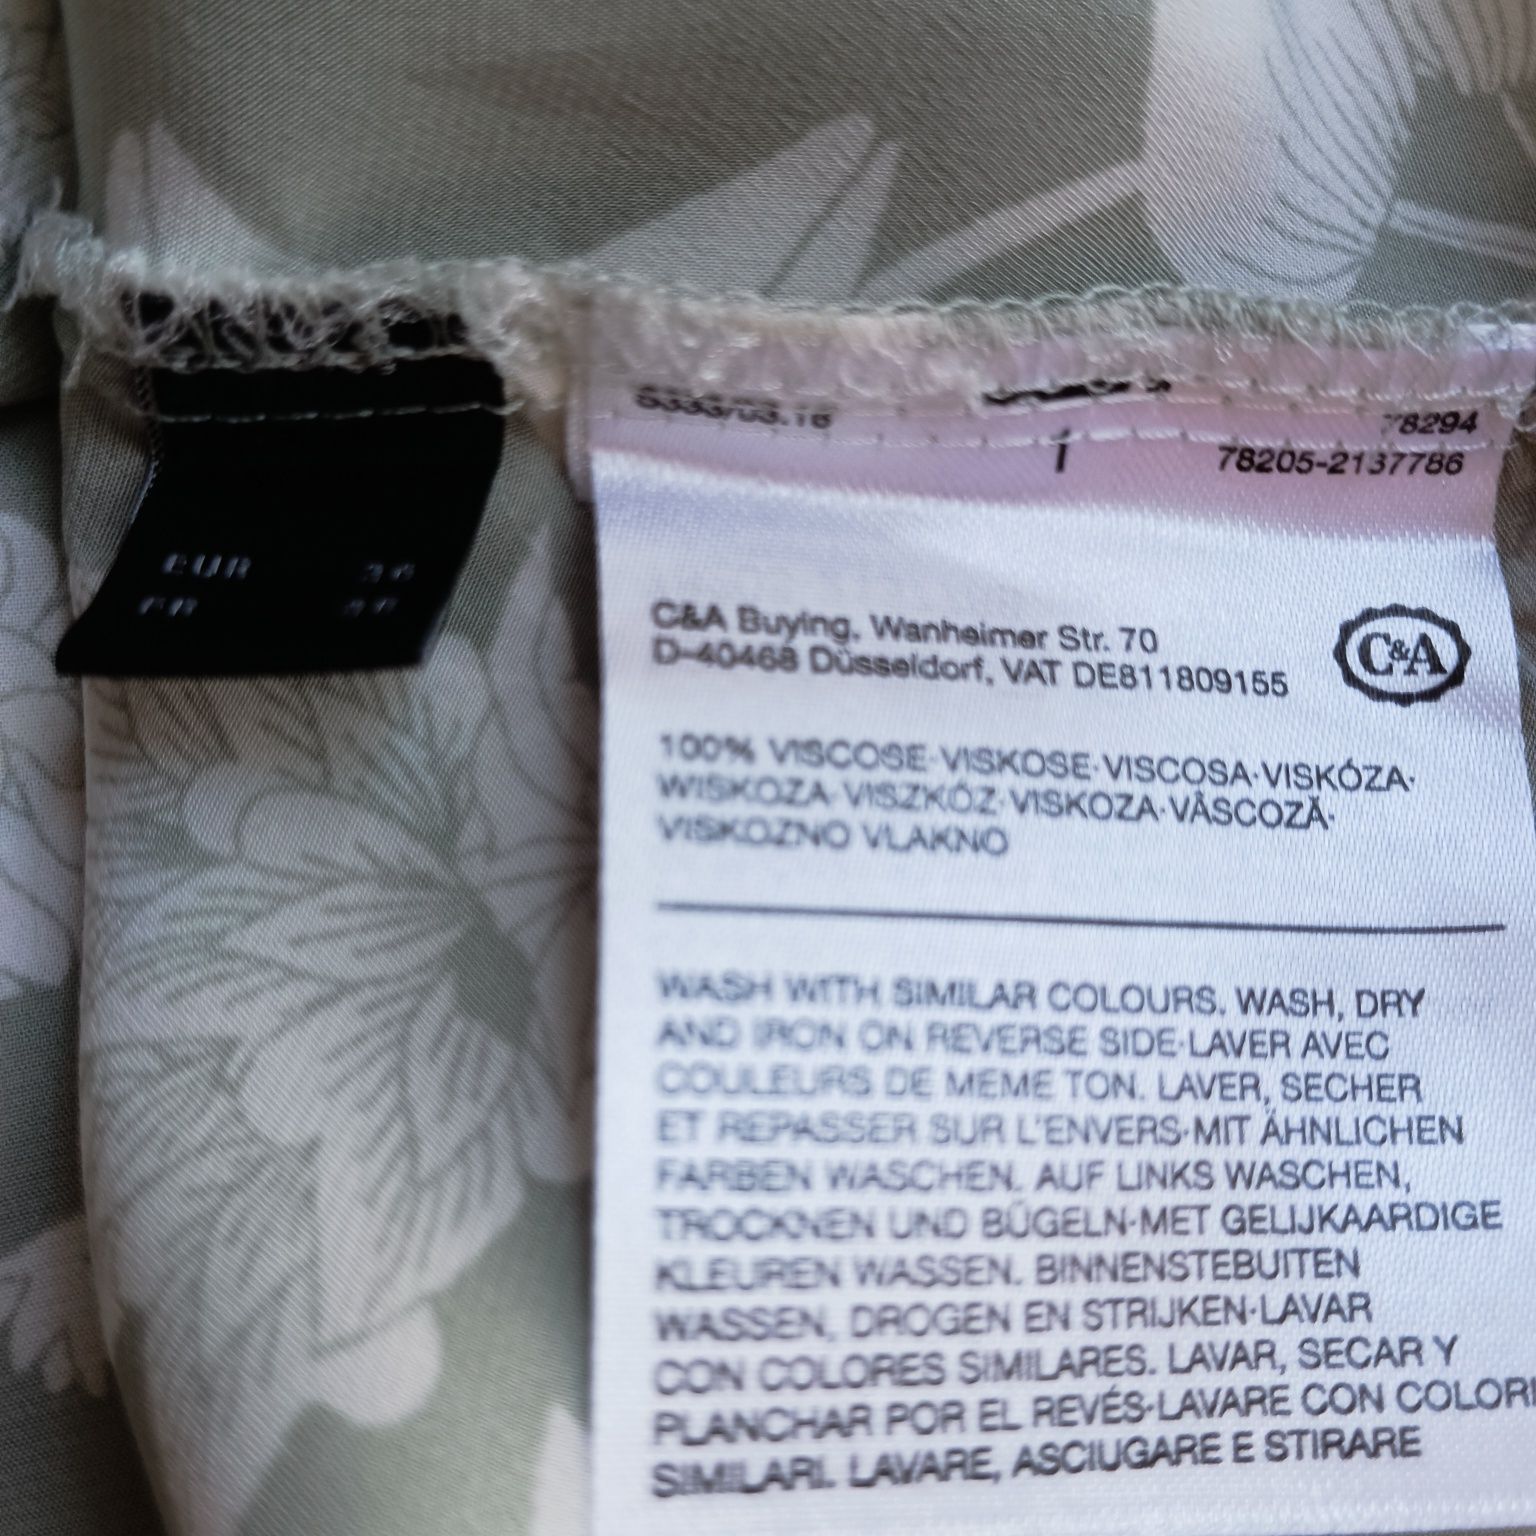 EUR 36
FR
78294
78205-2137786
C&A Buying, Wanheimer Str. 70
D-40468 Düsseldorf, VAT DE811809155
C&A
100% VISCOSE·VISKOSE·VISCOSA·VISKÓZA·
WISKOZA·VISZKÓZ·VISKOZA·VÂSCOZĂ·
VISKOZNO VLAKNO
WASH WITH SIMILAR COLOURS. WASH, DRY
AND IRON ON REVERSE SIDE·LAVER AVEC
COULEURS DE MEME TON. LAVER, SECHER
ET REPASSER SUR L'ENVERS·MIT ÄHNLICHEN
FARBEN WASCHEN. AUF LINKS WASCHEN,
TROCKNEN UND BÜGELN·MET GELIJKAARDIGE
KLEUREN WASSEN. BINNENSTEBUITEN
WASSEN, DROGEN EN STRIJKEN·LAVAR
CON COLORES SIMILARES. LAVAR, SECAR Y
PLANCHAR POR EL REVÉS·LAVARE CON COLORI
SIMILARI. LAVARE, ASCIUGARE E STIRARE